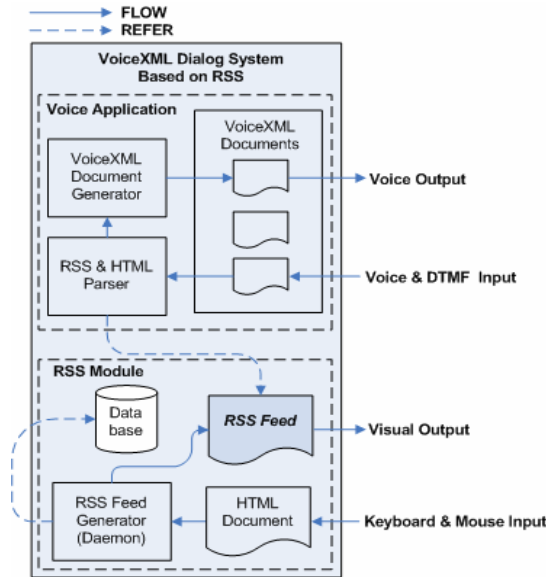 FLOW
REFER
VoiceXML Dialog System
Based on RSS
Voice Application
VoiceXML
Document
Generator
VoiceXML
Documents
Voice Output
RSS & HTML
Parser
Voice & DTMF Input
RSS Module
Data
base
RSS Feed
Visual Output
RSS Feed
Generator
(Daemon)
HTML
Document
Keyboard & Mouse Input